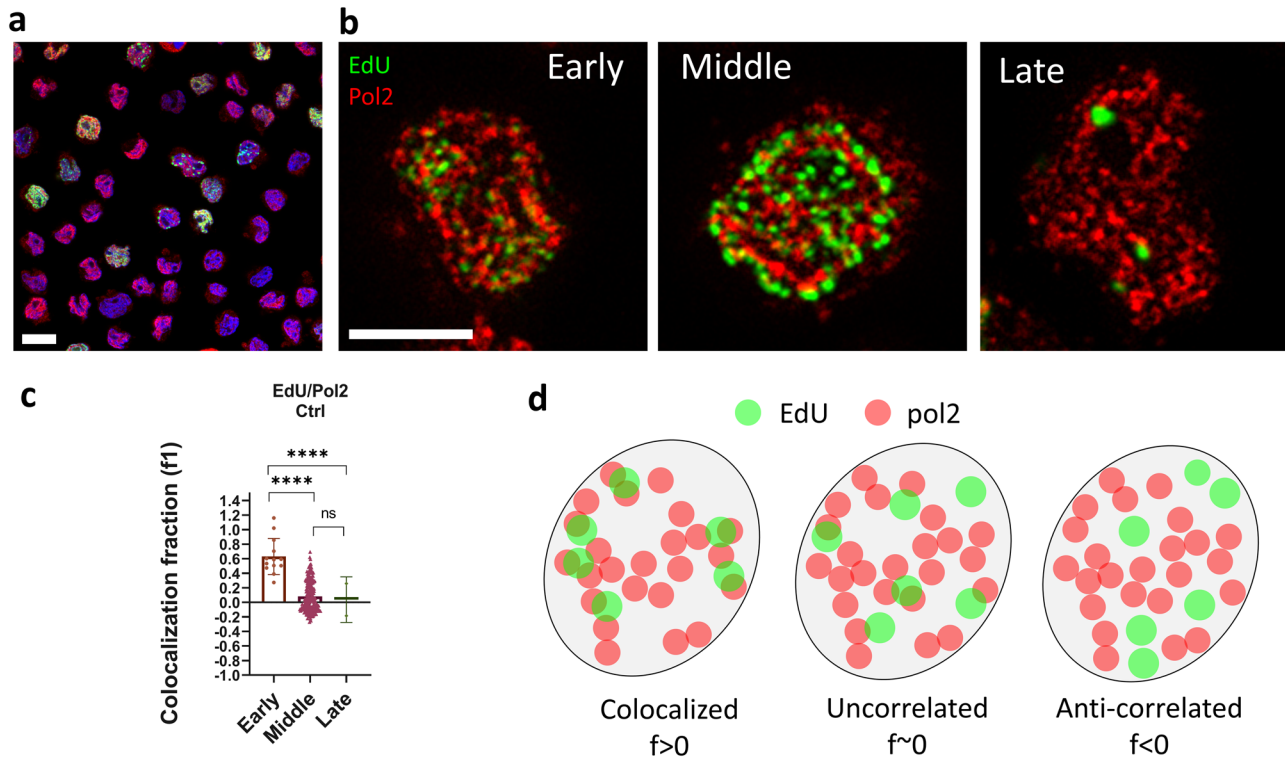 a
b
EdU
Pol2
Early
Middle
Late
c
EdU/Pol2
Ctrl
Colocalization fraction (f1)
****
****
ns
1.4
1.2
1.0
0.8
0.6
0.4
0.2
0.0
-0.2
-0.4
-0.6
-0.8
-1.0
Early
Middle
Late
d
EdU
pol2
Colocalized
f>0
Uncorrelated
f~0
Anti-correlated
f<0